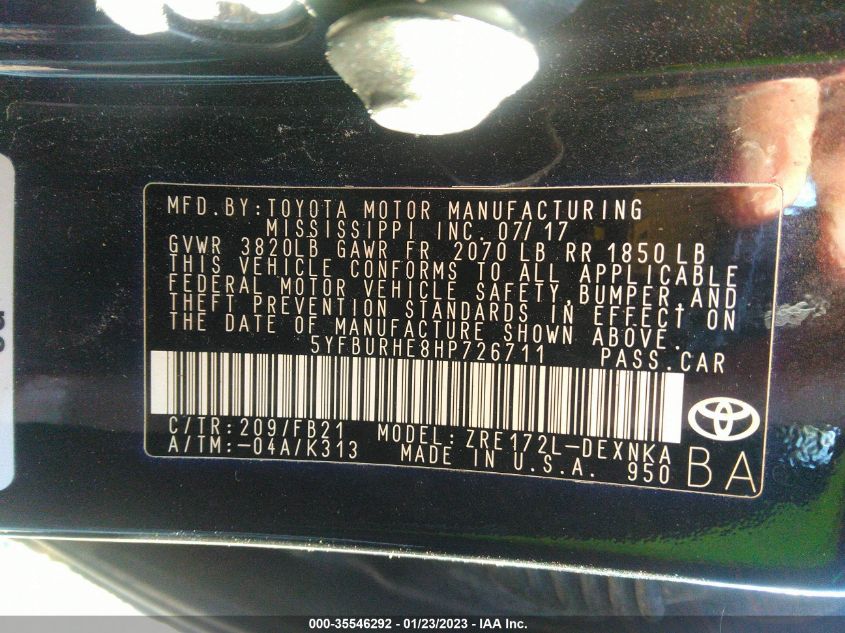 MFD.BY:TOYOTA MOTOR MANUFACTURING
MISSISSIPPI INC. 07/17
GVWR 3820LB GAWR FR 2070 LB RR 1850 LB
THIS VEHICLE CONFORMS TO ALL APPLICABLE
FEDERAL MOTOR VEHICLE SAFETY,BUMPER,AND
THEFT PREVENTION STANDARDS IN EFFECT ON
THE DATE OF MANUFACTURE SHOWN ABOVE.
5YFBURHE8HP726711 PASS.CAR
C/TR:209/FB21 MODEL:ZRE172L-DEXNKA
A/TM:-04A/K313 MADE IN U.S.A. 950 BA
000-35546292 - 01/23/2023 - IAA Inc.